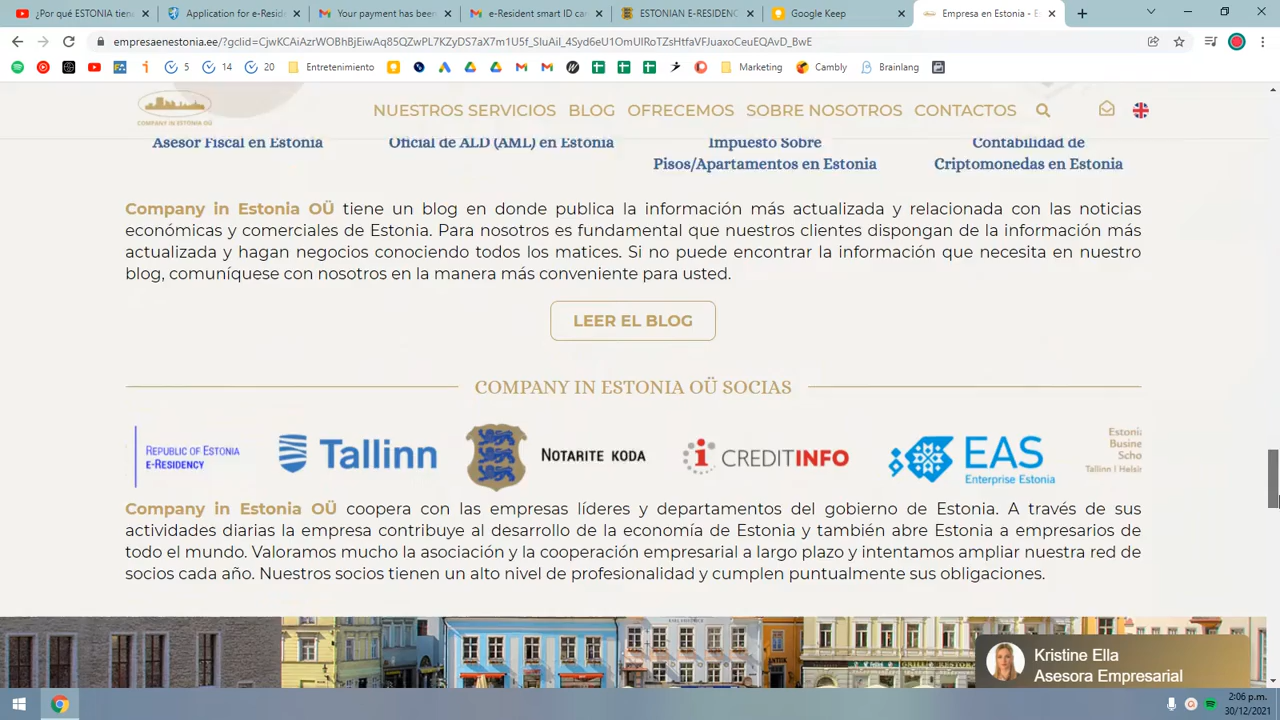 ¿Por qué ESTONIA tiene
Application for e-Resid
Your payment has been
e-Resident smart ID ca
ESTONIAN E-RESIDENC
Google Keep
Empresa en Estonia - E
empresaenestonia.ee/?gclid=CjwKCAiAzrWOBhBjEiwAq85QZwPL7KZyDS7aX7m1U5f_SIuAiI_4Syd6eU1OmUIRoTZsHtfaVFJuaxoCeuEQAvD_BwE
5
14
20
Entretenimiento
Marketing
Cambly
Brainlang
COMPANY IN ESTONIA OÜ
NUESTROS SERVICIOS BLOG OFRECEMOS SOBRE NOSOTROS CONTACTOS
Asesor Fiscal en Estonia
Oficial de ALD (AML) en Estonia
Impuesto Sobre
Pisos/Apartamentos en Estonia
Contabilidad de
Criptomonedas en Estonia
Company in Estonia OÜ tiene un blog en donde publica la información más actualizada y relacionada con las noticias
económicas y comerciales de Estonia. Para nosotros es fundamental que nuestros clientes dispongan de la información más
actualizada y hagan negocios conociendo todos los matices. Si no puede encontrar la información que necesita en nuestro
blog, comuníquese con nosotros en la manera más conveniente para usted.
LEER EL BLOG
COMPANY IN ESTONIA OÜ SOCIAS
REPUBLIC OF ESTONIA
e-RESIDENCY
Tallinn
NOTARITE KODA
CREDITINFO
EAS
Enterprise Estonia
Estonia
Busine
Scho
Tallinn | Helsin
Company in Estonia OÜ coopera con las empresas líderes y departamentos del gobierno de Estonia. A través de sus
actividades diarias la empresa contribuye al desarrollo de la economía de Estonia y también abre Estonia a empresarios de
todo el mundo. Valoramos mucho la asociación y la cooperación empresarial a largo plazo y intentamos ampliar nuestra red de
socios cada año. Nuestros socios tienen un alto nivel de profesionalidad y cumplen puntualmente sus obligaciones.
ANTIK
Kristine Ella
Asesora Empresarial
2:06 p.m.
30/12/2021